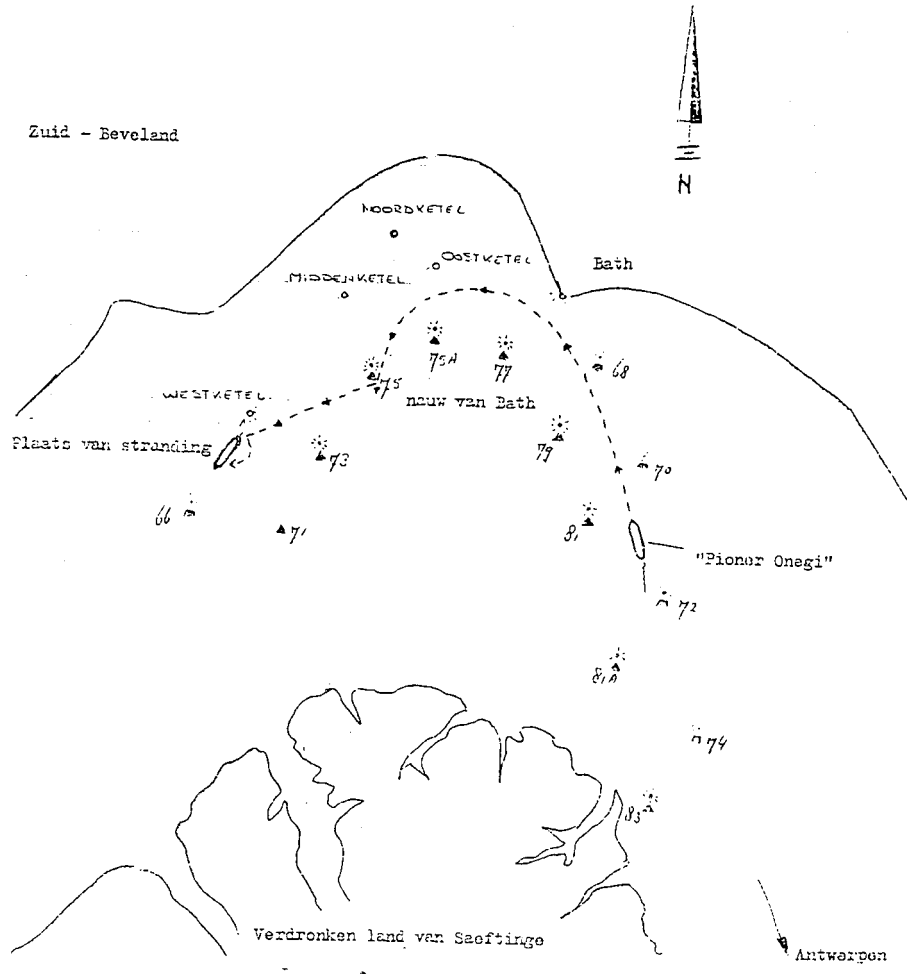 Zuid - Beveland
N
NOORDKETEL
OOSTKETEL
Bath
MIDDENKETEL
75A
77
68
75
nauw van Bath
WESTKETEL
Plaats van stranding
73
79
70
66
71
81
"Pioner Onegi"
72
81A
74
83
Verdronken land van Saeftinge
Antwerpen